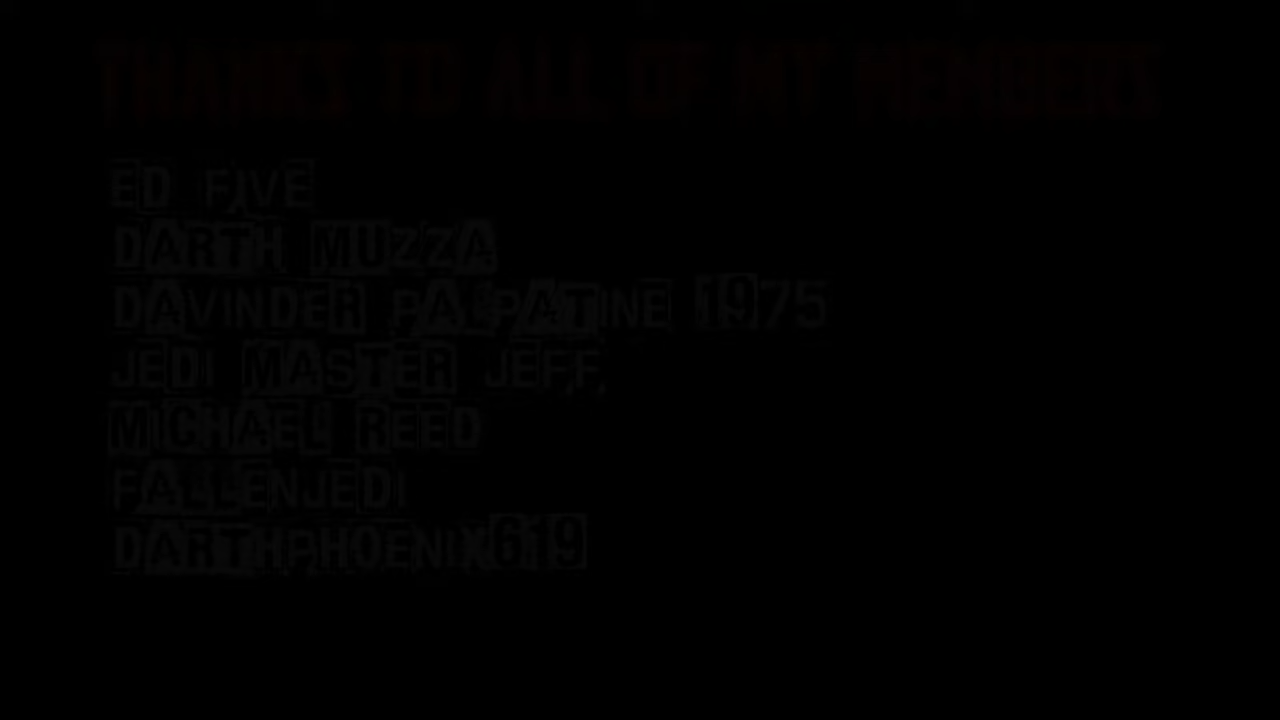 THANKS TO ALL OF MY MEMBERS
ED FIVE
DARTH MUZZA
DAVINDER PALPATINE 1975
JEDI MASTER JEFF,
MICHAEL REED
FALLENJEDI
DARTHPHOENIX619